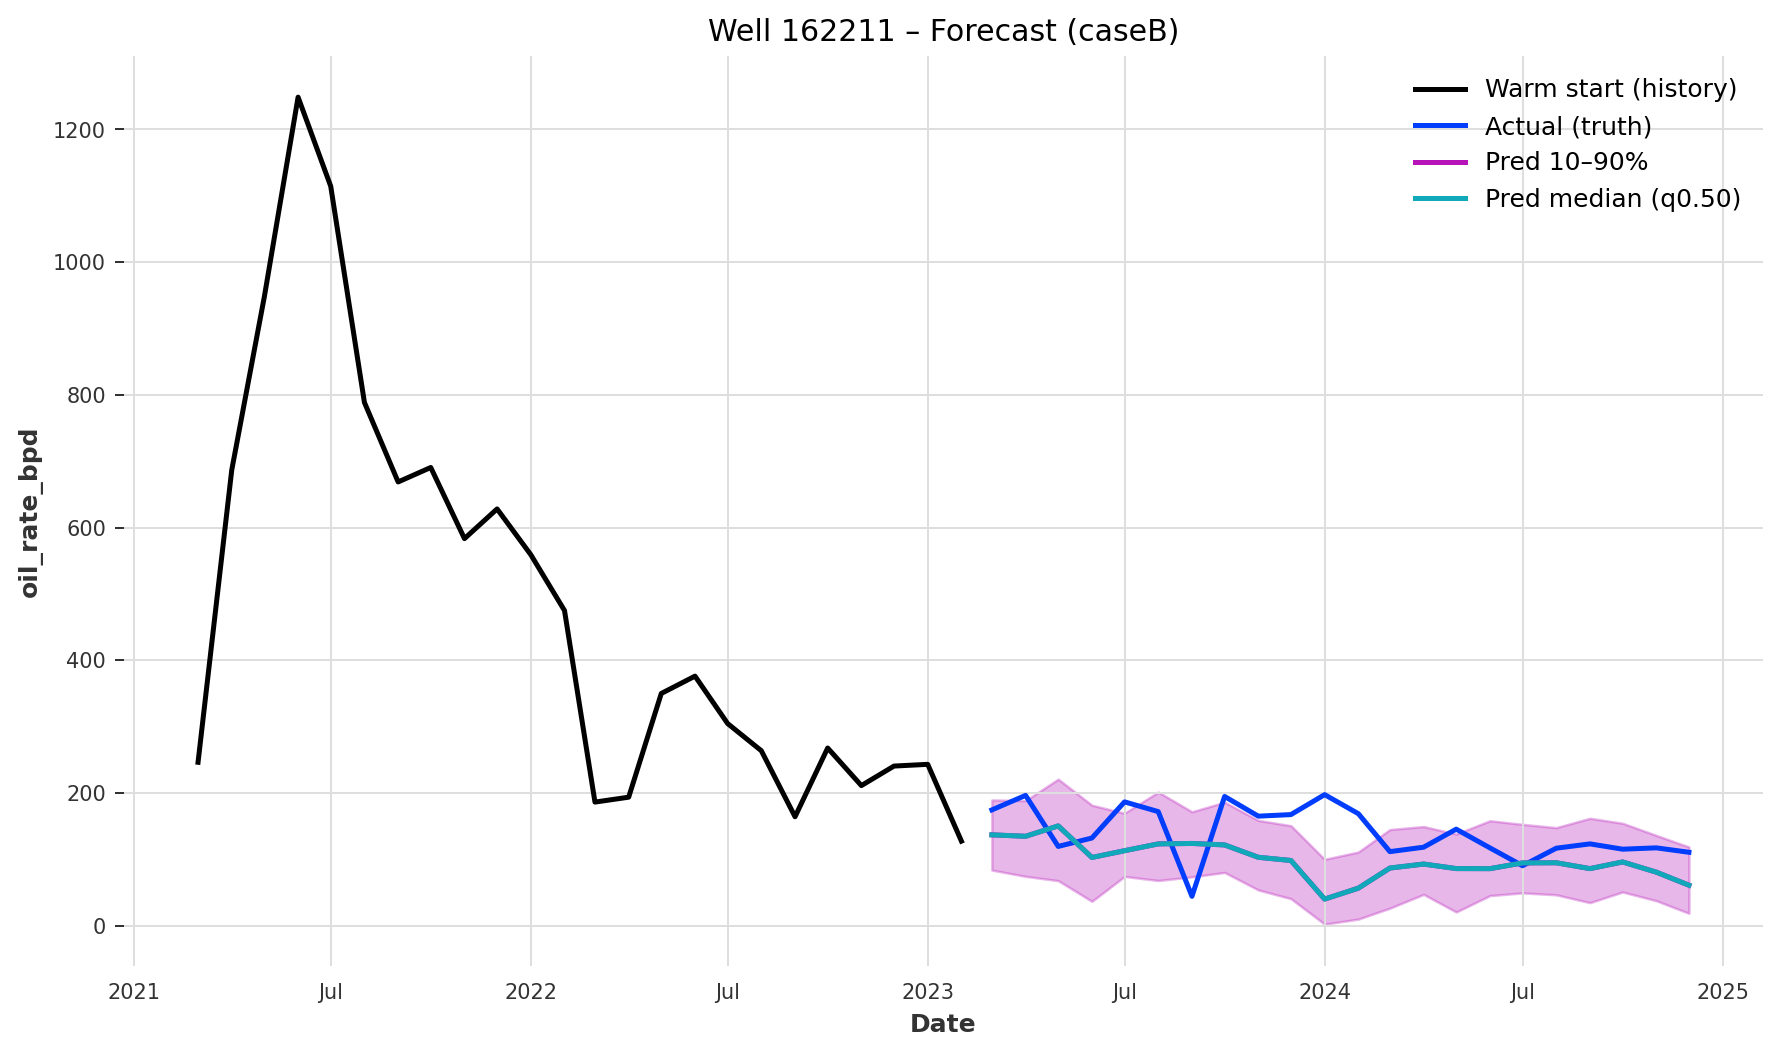 Well 162211 – Forecast (caseB)
Warm start (history)
Actual (truth)
Pred 10–90%
Pred median (q0.50)
oil_rate_bpd
1200
1000
800
600
400
200
0
2021
Jul
2022
Jul
2023
Jul
2024
Jul
2025
Date